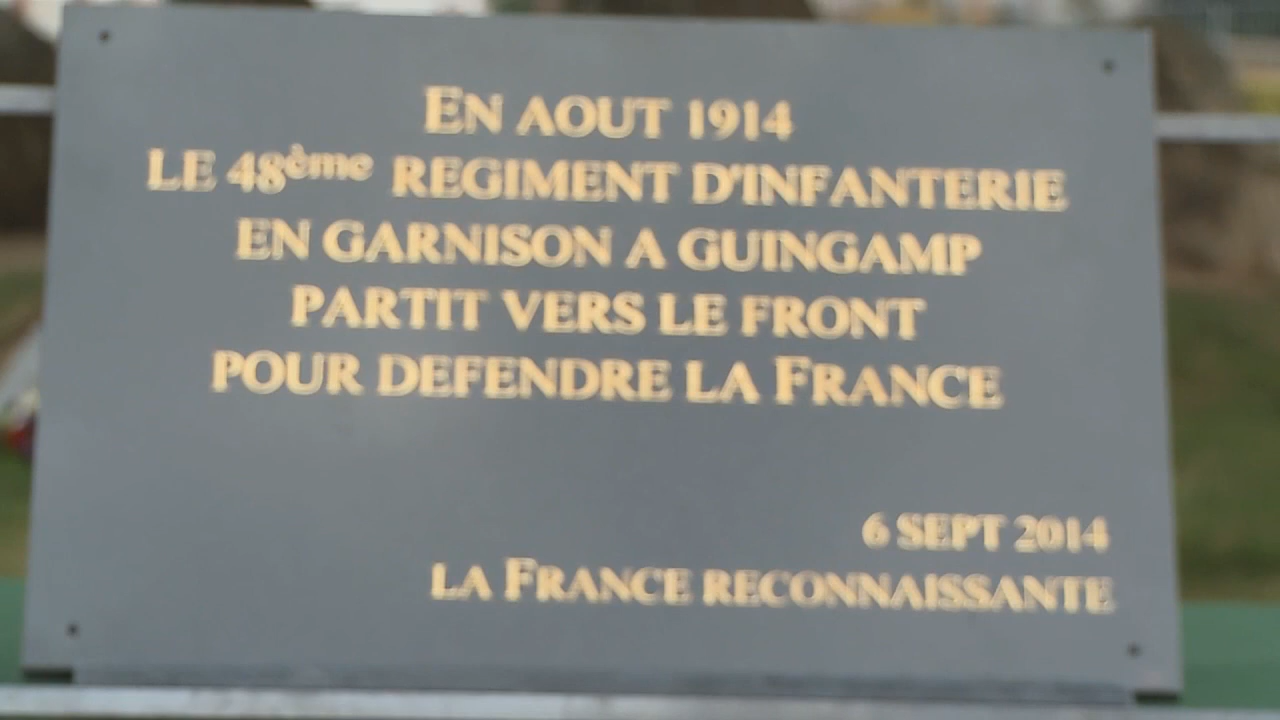 EN AOUT 1914
LE 48ème REGIMENT D'INFANTERIE
EN GARNISON A GUINGAMP
PARTIT VERS LE FRONT
POUR DEFENDRE LA FRANCE
6 SEPT 2014
LA FRANCE RECONNAISSANTE